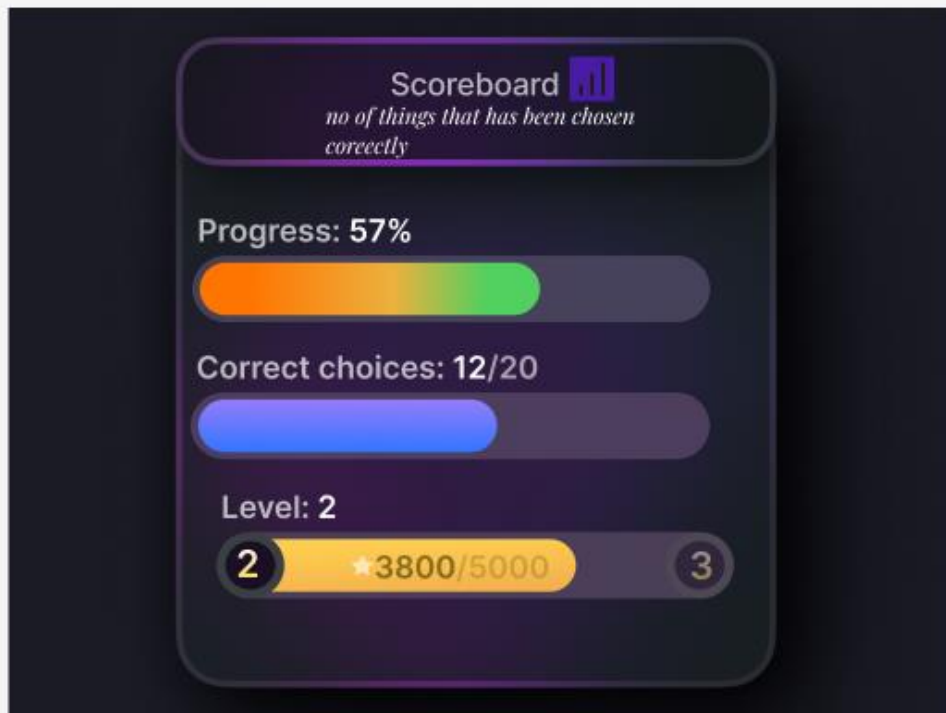 Scoreboard
no of things that has been chosen
coreectly
Progress: 57%
Correct choices: 12/20
Level: 2
2 3800/5000 3